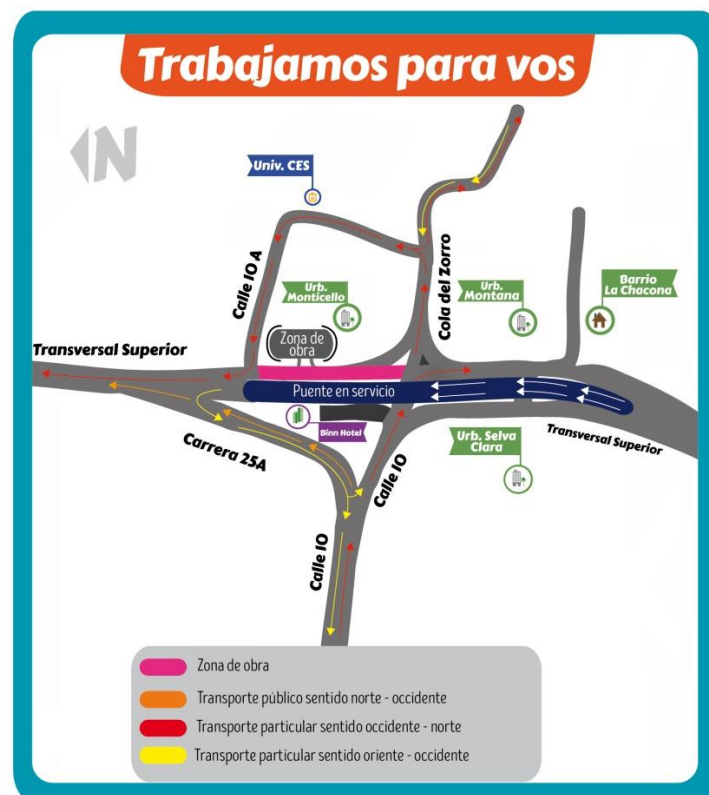 Trabajamos para vos
N
Univ. CES
Calle 10 A
Urb.
Monticello
Cola del Zorro
Urb.
Montana
Barrio
La Chacona
Zona de
obra
Transversal Superior
Puente en servicio
Binn Hotel
Carrera 25A
Calle 10
Urb. Selva
Clara
Transversal Superior
Calle 10
Zona de obra
Transporte público sentido norte - occidente
Transporte particular sentido occidente - norte
Transporte particular sentido oriente - occidente